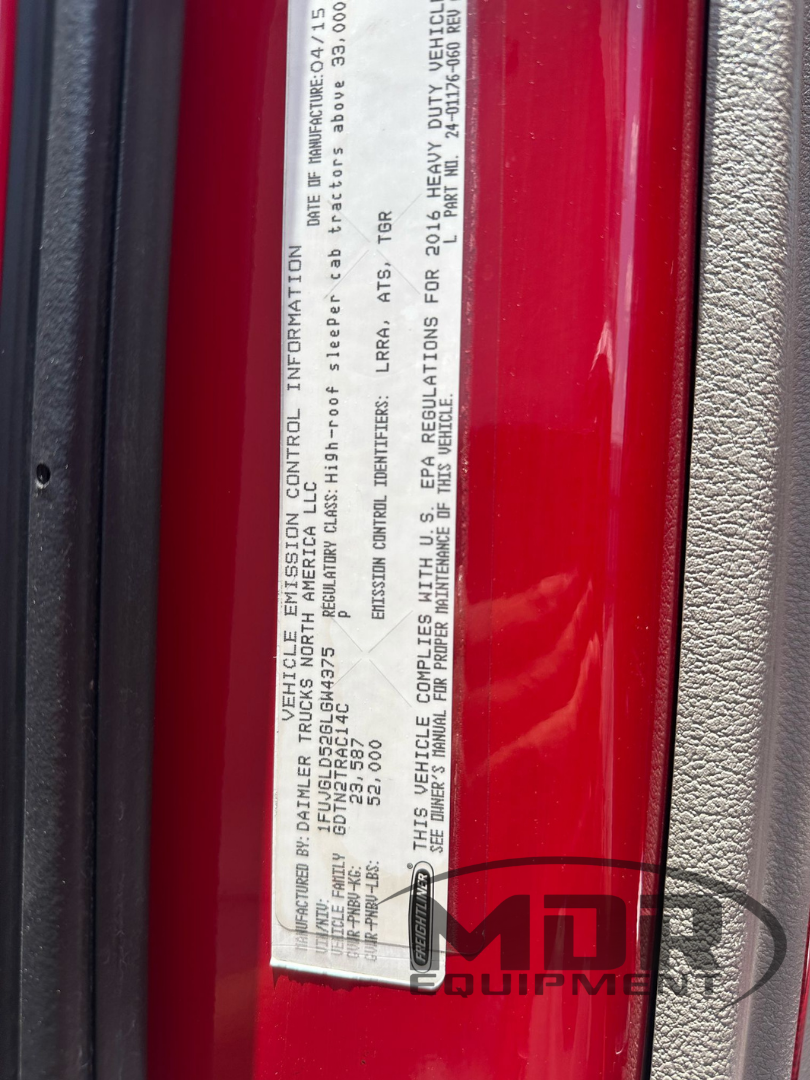 VEHICLE EMISSION CONTROL INFORMATION
MANUFACTURED BY: DAIMLER TRUCKS NORTH AMERICA LLC
DATE OF MANUFACTURE: 04/15
VIN/NIV: 1FUJGLD52GLGW4375
REGULATORY CLASS: High-roof sleeper cab tractors above 33,000
P
VEHICLE FAMILY GDTN2TRAC14C
GVWR-PNBV-KG: 23,587
EMISSION CONTROL IDENTIFIERS: LRRA, ATS, TGR
GVWR-PNBV-LBS: 52,000
FREIGHTLINER®
THIS VEHICLE COMPLIES WITH U.S. EPA REGULATIONS FOR 2016 HEAVY DUTY
SEE OWNER'S MANUAL FOR PROPER MAINTENANCE OF THIS VEHICLE.
L PART NO. 24-01176-060 REV
MDR
EQUIPMENT